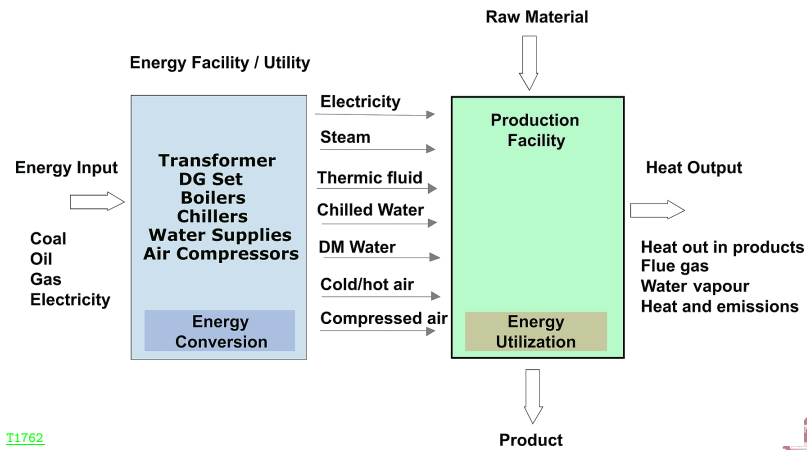 Raw Material
Energy Facility / Utility
Energy Input
Coal
Oil
Gas
Electricity
Transformer
DG Set
Boilers
Chillers
Water Supplies
Air Compressors
Energy
Conversion
Electricity
Steam
Thermic fluid
Chilled Water
DM Water
Cold/hot air
Compressed air
Production
Facility
Energy
Utilization
Heat Output
Heat out in products
Flue gas
Water vapour
Heat and emissions
Product
T1762